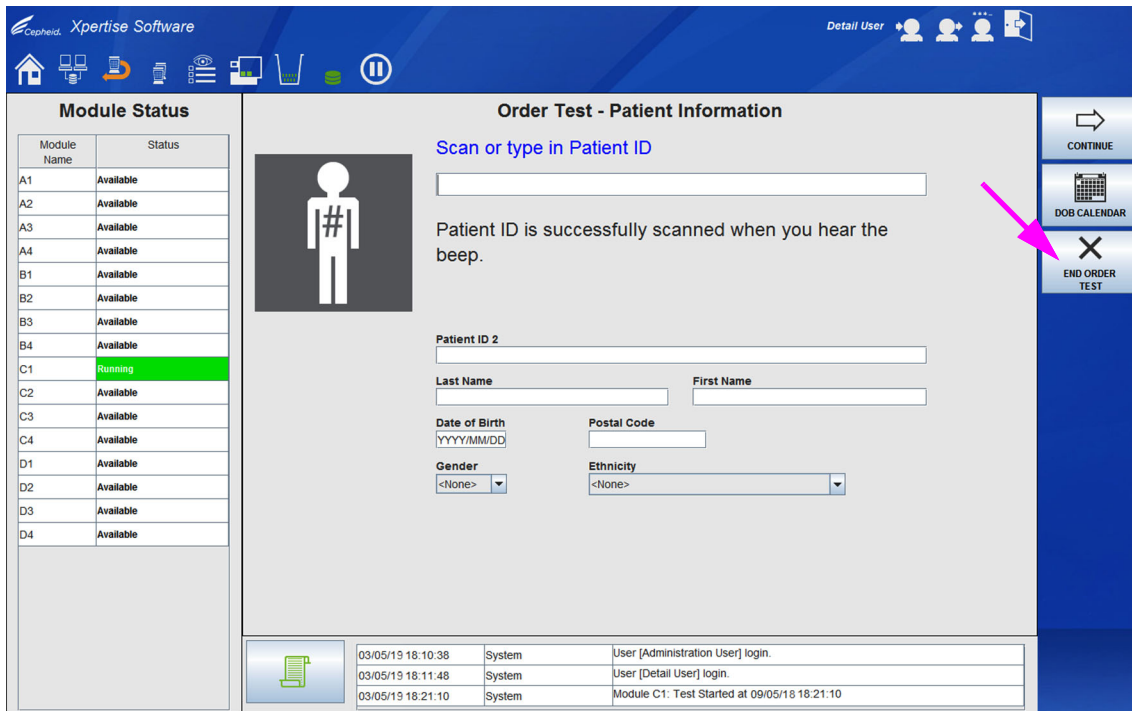 Cepheid. Xpertise Software
Detail User
Module Status
Module Name Status
A1 Available
A2 Available
A3 Available
A4 Available
B1 Available
B2 Available
B3 Available
B4 Available
C1 Running
C2 Available
C3 Available
C4 Available
D1 Available
D2 Available
D3 Available
D4 Available
Order Test - Patient Information
Scan or type in Patient ID
#
Patient ID is successfully scanned when you hear the
beep.
Patient ID 2
Last Name First Name
Date of Birth Postal Code
YYYY/MM/DD
Gender Ethnicity
<None> <None>
03/05/19 18:10:38 System User [Administration User] login.
03/05/19 18:11:48 System User [Detail User] login.
03/05/19 18:21:10 System Module C1: Test Started at 09/05/18 18:21:10
CONTINUE
DOB CALENDAR
END ORDER
TEST